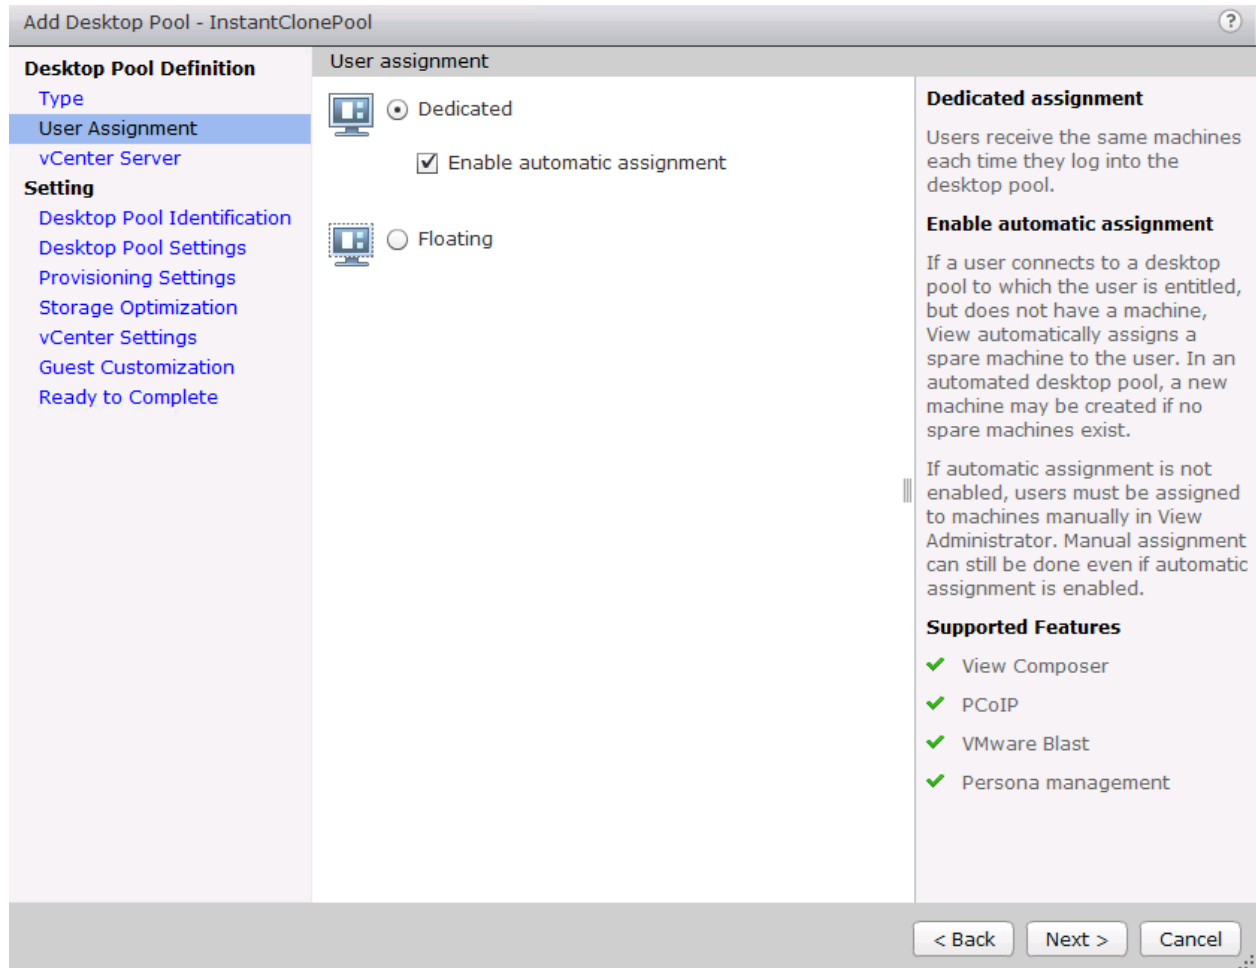 Add Desktop Pool - InstantClonePool
?
Desktop Pool Definition
Type
User Assignment
vCenter Server
Setting
Desktop Pool Identification
Desktop Pool Settings
Provisioning Settings
Storage Optimization
vCenter Settings
Guest Customization
Ready to Complete
User assignment
Dedicated
Enable automatic assignment
Floating
Dedicated assignment
Users receive the same machines
each time they log into the
desktop pool.
Enable automatic assignment
If a user connects to a desktop
pool to which the user is entitled,
but does not have a machine,
View automatically assigns a
spare machine to the user. In an
automated desktop pool, a new
machine may be created if no
spare machines exist.
If automatic assignment is not
enabled, users must be assigned
to machines manually in View
Administrator. Manual assignment
can still be done even if automatic
assignment is enabled.
Supported Features
View Composer
PCoIP
VMware Blast
Persona management
< Back
Next >
Cancel